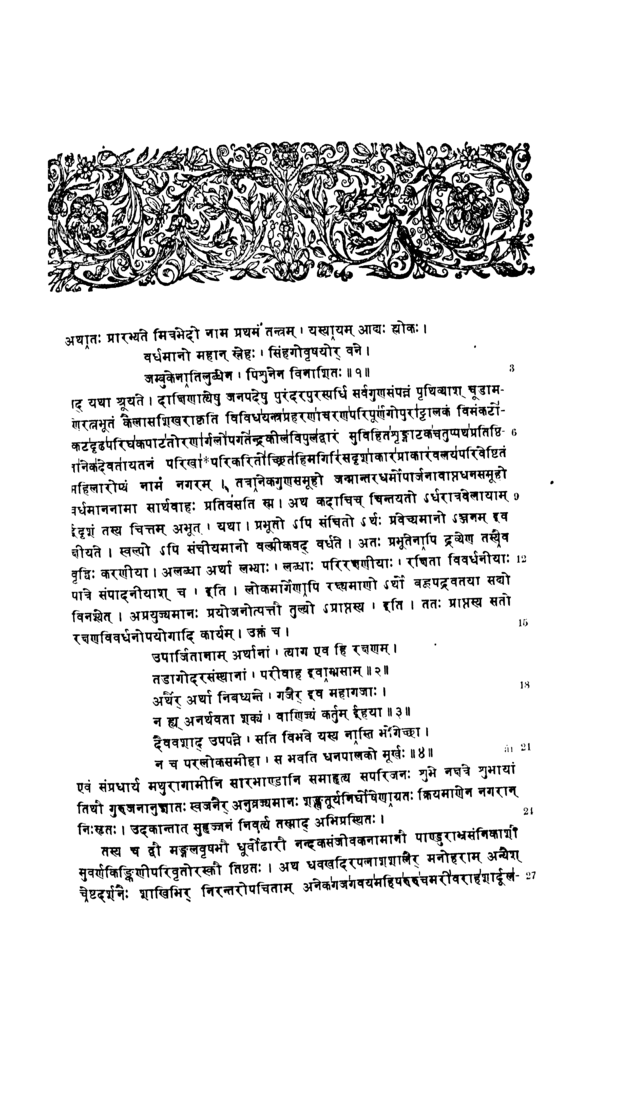 अथातः प्रारभ्यते मित्रभेदो नाम प्रथमं तन्त्रम् । यस्यायम् आद्यः श्लोकः ।
वर्धमानो महान् स्नेहः । सिंहगोवृषयोर् वने ।
जम्बुकेनातिलुब्धेन । पिशुनेन विनाशितः ॥१॥
3
द् यथा श्रूयते । दाक्षिणात्येषु जनपदेषु पुरंदरपुरस्पर्धि सर्वगुणसंपन्नं पृथिव्याश् चूडाम-
णिरत्नभूतं कैलासशिखराकृति विविधयन्त्रप्रहरणावरणपरिपूर्णगोपुराट्टालकं विसंकटो-
कटदृढपरिघकपाटतोरणार्गलोपगतेन्द्रकीलविपुलद्वारं सुविहितशृङ्गाटकचतुष्पथप्रतिष्ठि- 6
तानेकदेवतायतनं परिखा*परिकरितोच्छ्रितहिमगिरिसदृशाकारप्राकारवलयपरिवेष्टितं
महिलारोप्यं नाम नगरम् । तत्रानेकगुणसमूहो जन्मान्तरधर्मोपार्जनावाप्तधनसमूहो
वर्धमाननामा सार्थवाहः प्रतिवसति स्म । अथ कदाचिच् चिन्तयतो ऽर्धरात्रवेलायाम् 9
ईदृशं तस्य चित्तम् अभूत् । यथा । प्रभूतो ऽपि संचितो ऽर्थः प्रवेच्यमानो ऽञ्जनम् इव
क्षीयते । स्वल्पो ऽपि संचीयमानो वल्मीकवद् वर्धते । अतः प्रभूतेनापि द्रव्येण तस्यैव
वृद्धिः करणीया । अलब्धा अर्था लभ्याः । लब्धाः परिरक्षणीयाः । रक्षिता विवर्धनीयाः 12
पात्रे संपादनीयाश् च । इति । लोकमार्गेणापि रक्ष्यमाणो ऽर्थो बहूपद्रवतया सद्यो
विनश्येत् । अप्रयुज्यमानः प्रयोजनोत्पत्तौ तुल्यो ऽप्राप्तस्य । इति । ततः प्राप्तस्य सतो
रक्षणविवर्धनोपयोगादि कार्यम् । उक्तं च ।
15
उपार्जितानाम् अर्थानां । त्याग एव हि रक्षणम् ।
तडागोदरसंस्थानां । परीवाह इवाम्भसाम् ॥२॥
अर्थैर् अर्था निबध्यन्ते । गजैर् इव महागजाः ।
18
न ह्य् अनर्थवता शक्यं । वाणिज्यं कर्तुम् ईहया ॥३॥
दैववशाद् उपपन्ने । सति विभवे यस्य नास्ति भोगेच्छा ।
न च परलोकसमीहा । स भवति धनपालको मूर्खः ॥४॥
21
एवं संप्रधार्य मथुरागामीनि सारभाण्डानि समाहृत्य सपरिजनः शुभे नक्षत्रे शुभायां
तिथौ गुरुजनानुज्ञातः स्वजनैर् अनुव्रज्यमानः शङ्खतूर्यनिर्घोषेणाग्रतः क्रियमाणेन नगरान्
निःसृतः । उदकान्तात् सुहृज्जनं निवर्त्य तस्माद् अभिप्रस्थितः ।
24
तस्य च द्वौ मङ्गलवृषभौ धूर्वोढारौ नन्दकसंजीवकनामानौ पाण्डुराभ्रसंनिकाशौ
सुवर्णकिङ्किणीपरिवृतोरस्कौ तिष्ठतः । अथ धवखदिरपलाशशालैर् मनोहराम् अन्यैश्
चेष्टदर्शनैः शाखिभिर् निरन्तरोपचिताम् अनेकगजगवयमहिषरुरुचमरीवराहशार्दूल- 27